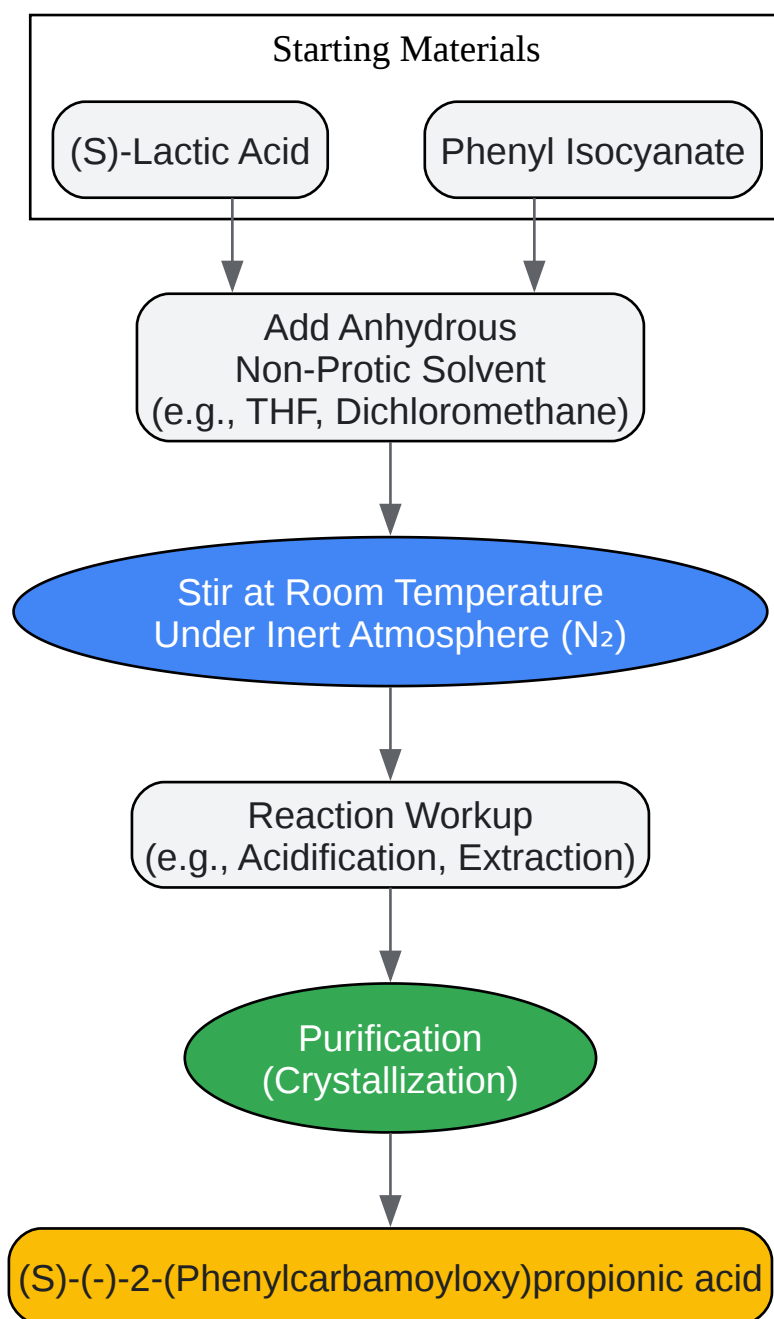 Starting Materials
(S)-Lactic Acid
Phenyl Isocyanate
Add Anhydrous
Non-Protic Solvent
(e.g., THF, Dichloromethane)
Stir at Room Temperature
Under Inert Atmosphere (N₂)
Reaction Workup
(e.g., Acidification, Extraction)
Purification
(Crystallization)
(S)-(-)-2-(Phenylcarbamoyloxy)propionic acid